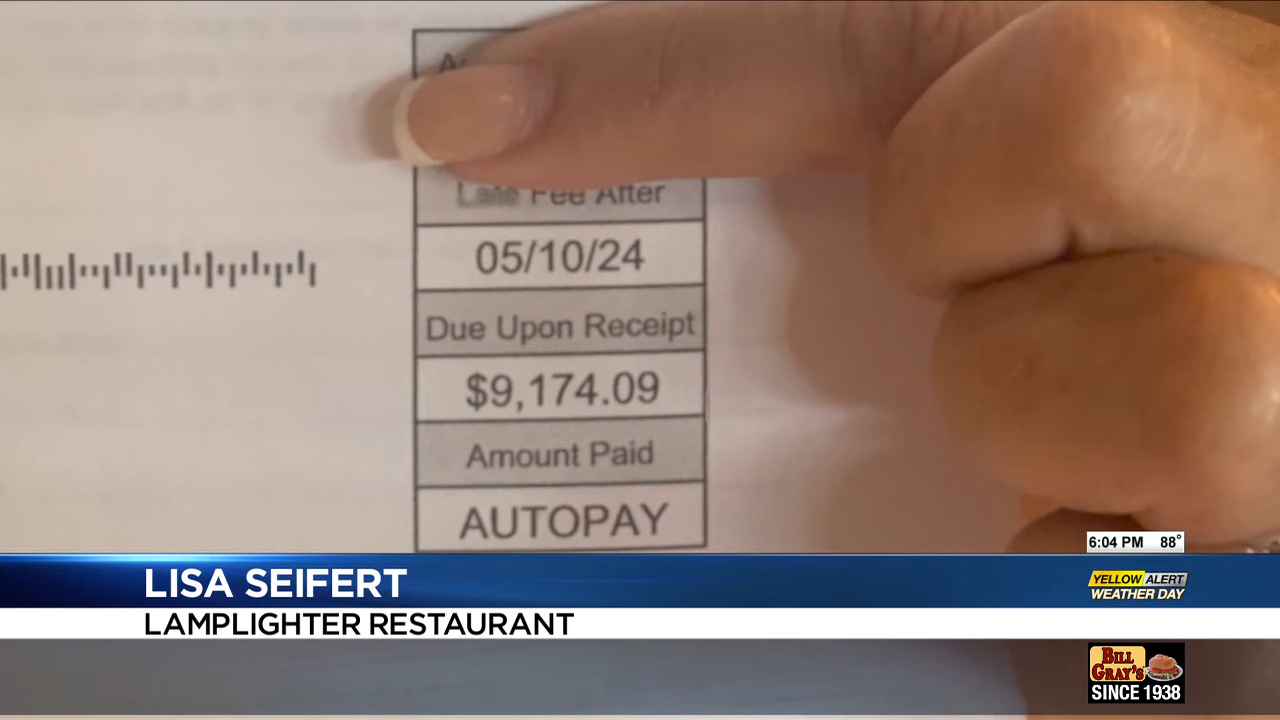 Late Fee After
05/10/24
Due Upon Receipt
$9,174.09
Amount Paid
AUTOPAY
6:04 PM 88°
LISA SEIFERT
YELLOW ALERT
WEATHER DAY
LAMPLIGHTER RESTAURANT
BILL
GRAY'S
SINCE 1938